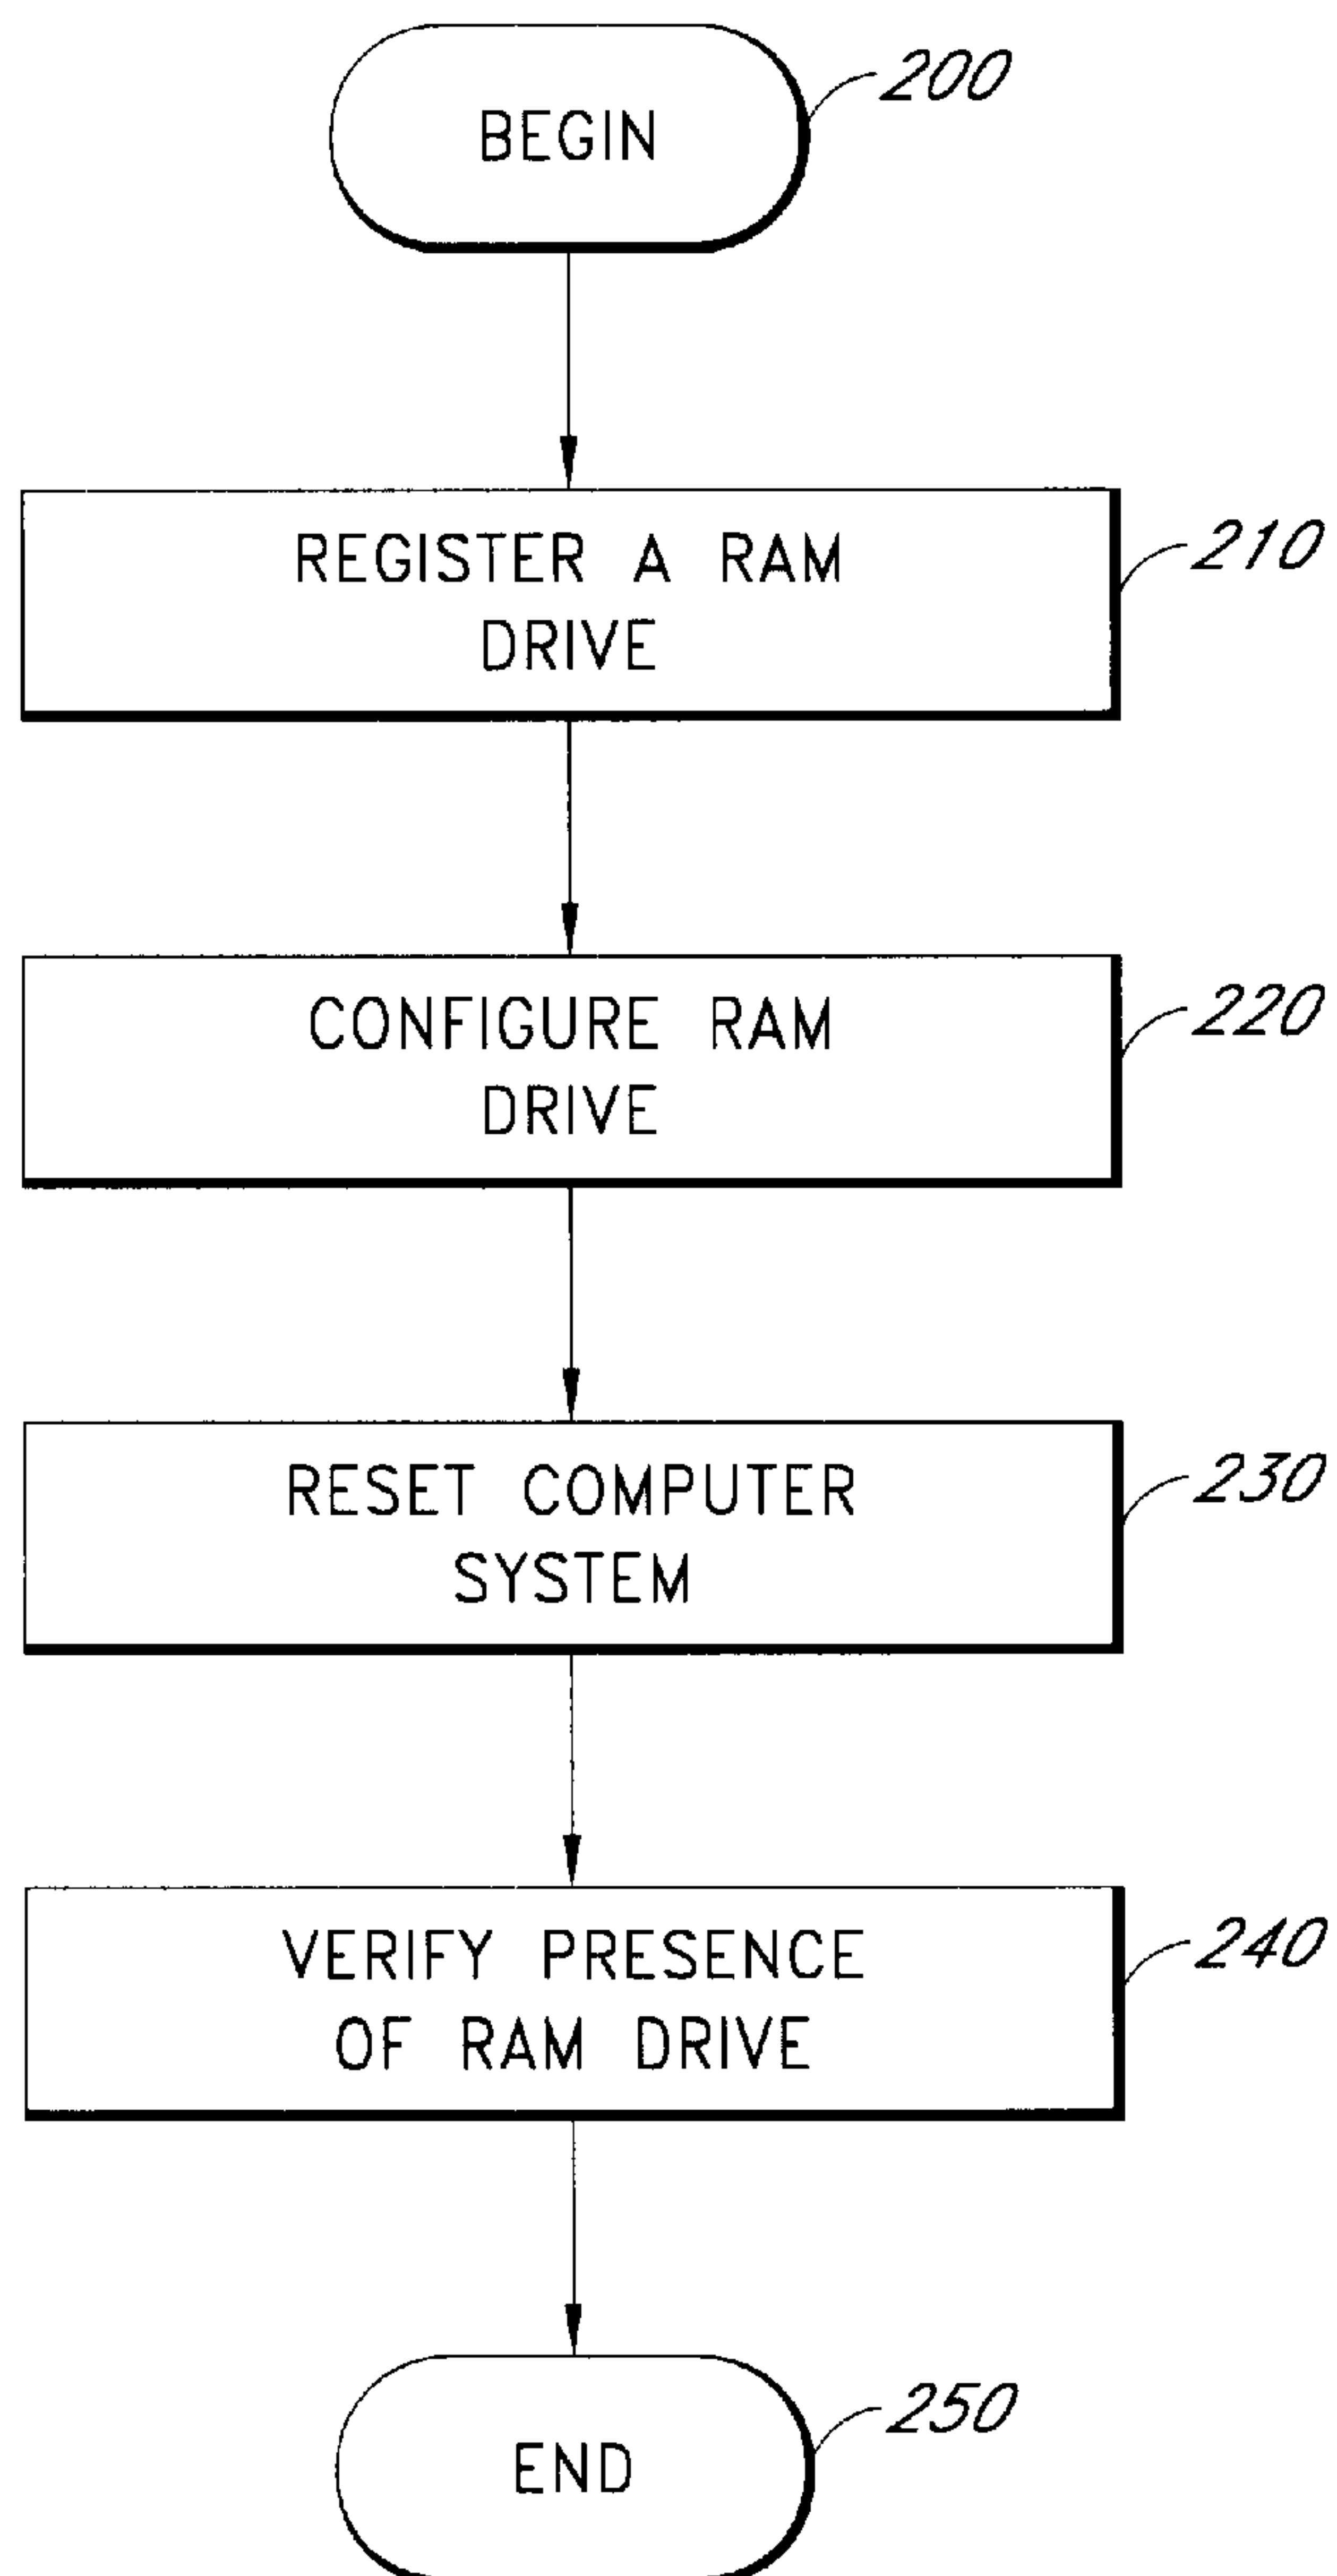 BEGIN
200
REGISTER A RAM
DRIVE
210
CONFIGURE RAM
DRIVE
220
RESET COMPUTER
SYSTEM
230
VERIFY PRESENCE
OF RAM DRIVE
240
END
250